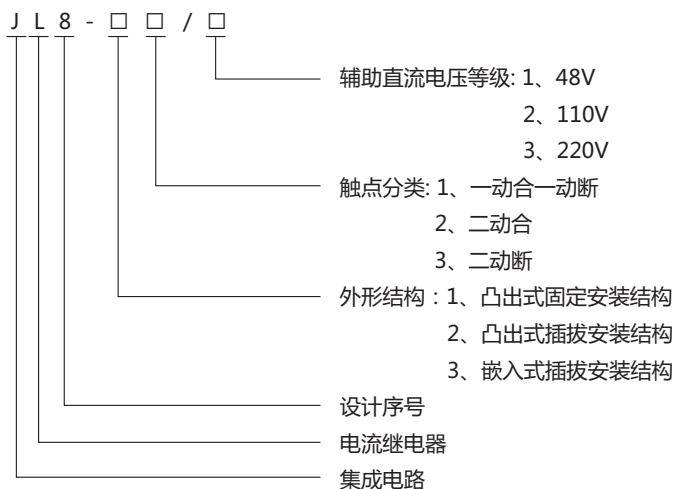 J L 8 - □ □ / □
辅助直流电压等级: 1、48V
2、110V
3、220V
触点分类: 1、一动合一动断
2、二动合
3、二动断
外形结构：1、凸出式固定安装结构
2、凸出式插拔安装结构
3、嵌入式插拔安装结构
设计序号
电流继电器
集成电路